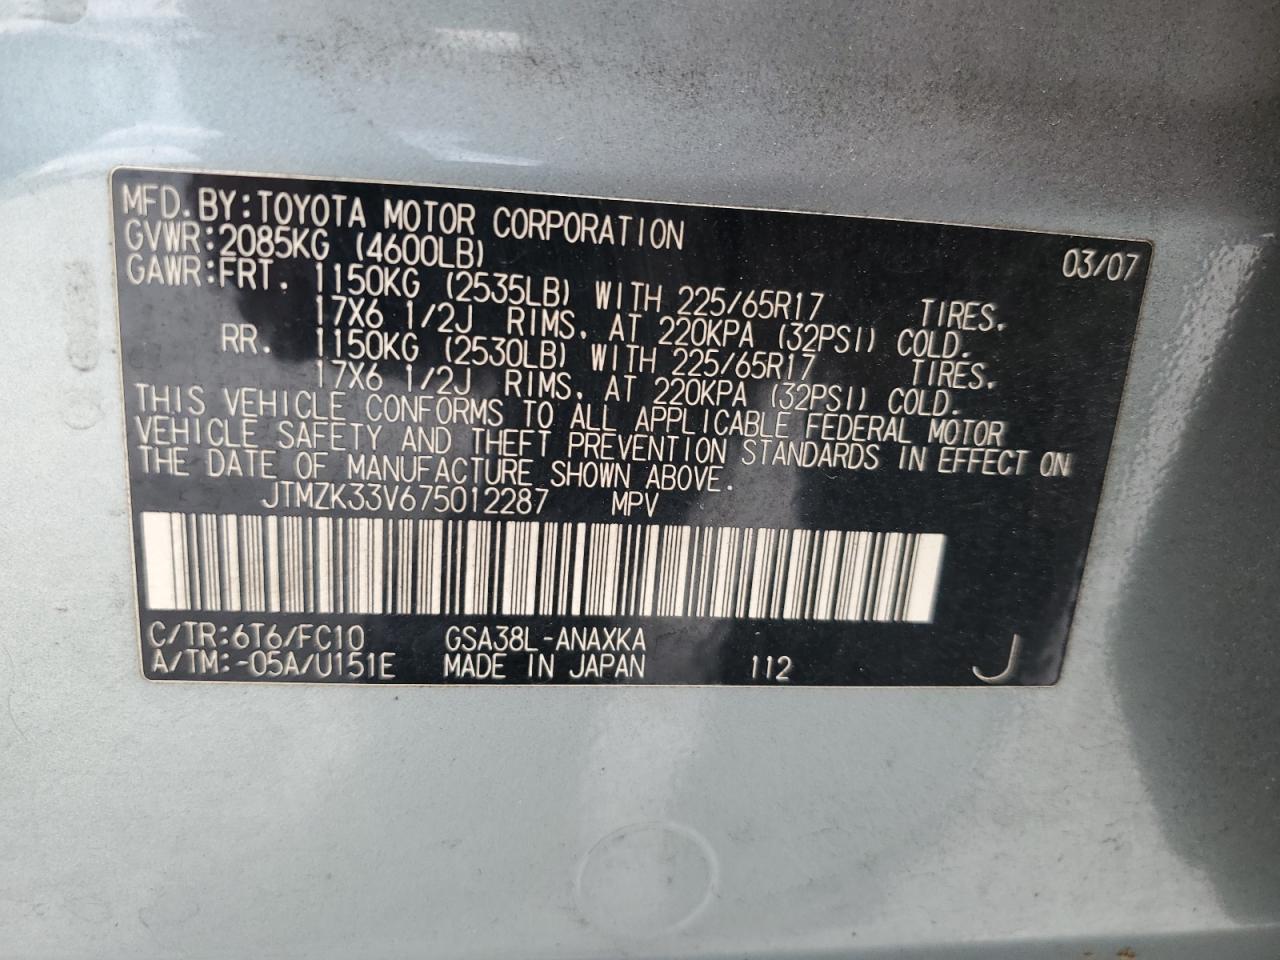 MFD. BY: TOYOTA MOTOR CORPORATION 03/07
GVWR: 2085KG (4600LB)
GAWR: FRT. 1150KG (2535LB) WITH 225/65R17 TIRES.
17X6 1/2J RIMS, AT 220KPA (32PSI) COLD.
RR. 1150KG (2530LB) WITH 225/65R17 TIRES.
17X6 1/2J RIMS, AT 220KPA (32PSI) COLD.
THIS VEHICLE CONFORMS TO ALL APPLICABLE FEDERAL MOTOR
VEHICLE SAFETY AND THEFT PREVENTION STANDARDS IN EFFECT ON
THE DATE OF MANUFACTURE SHOWN ABOVE.
JTMZK33V675012287 MPV
C/TR: 6T6/FC10 GSA38L-ANAXKA
A/TM: -05A/U151E MADE IN JAPAN 112 J